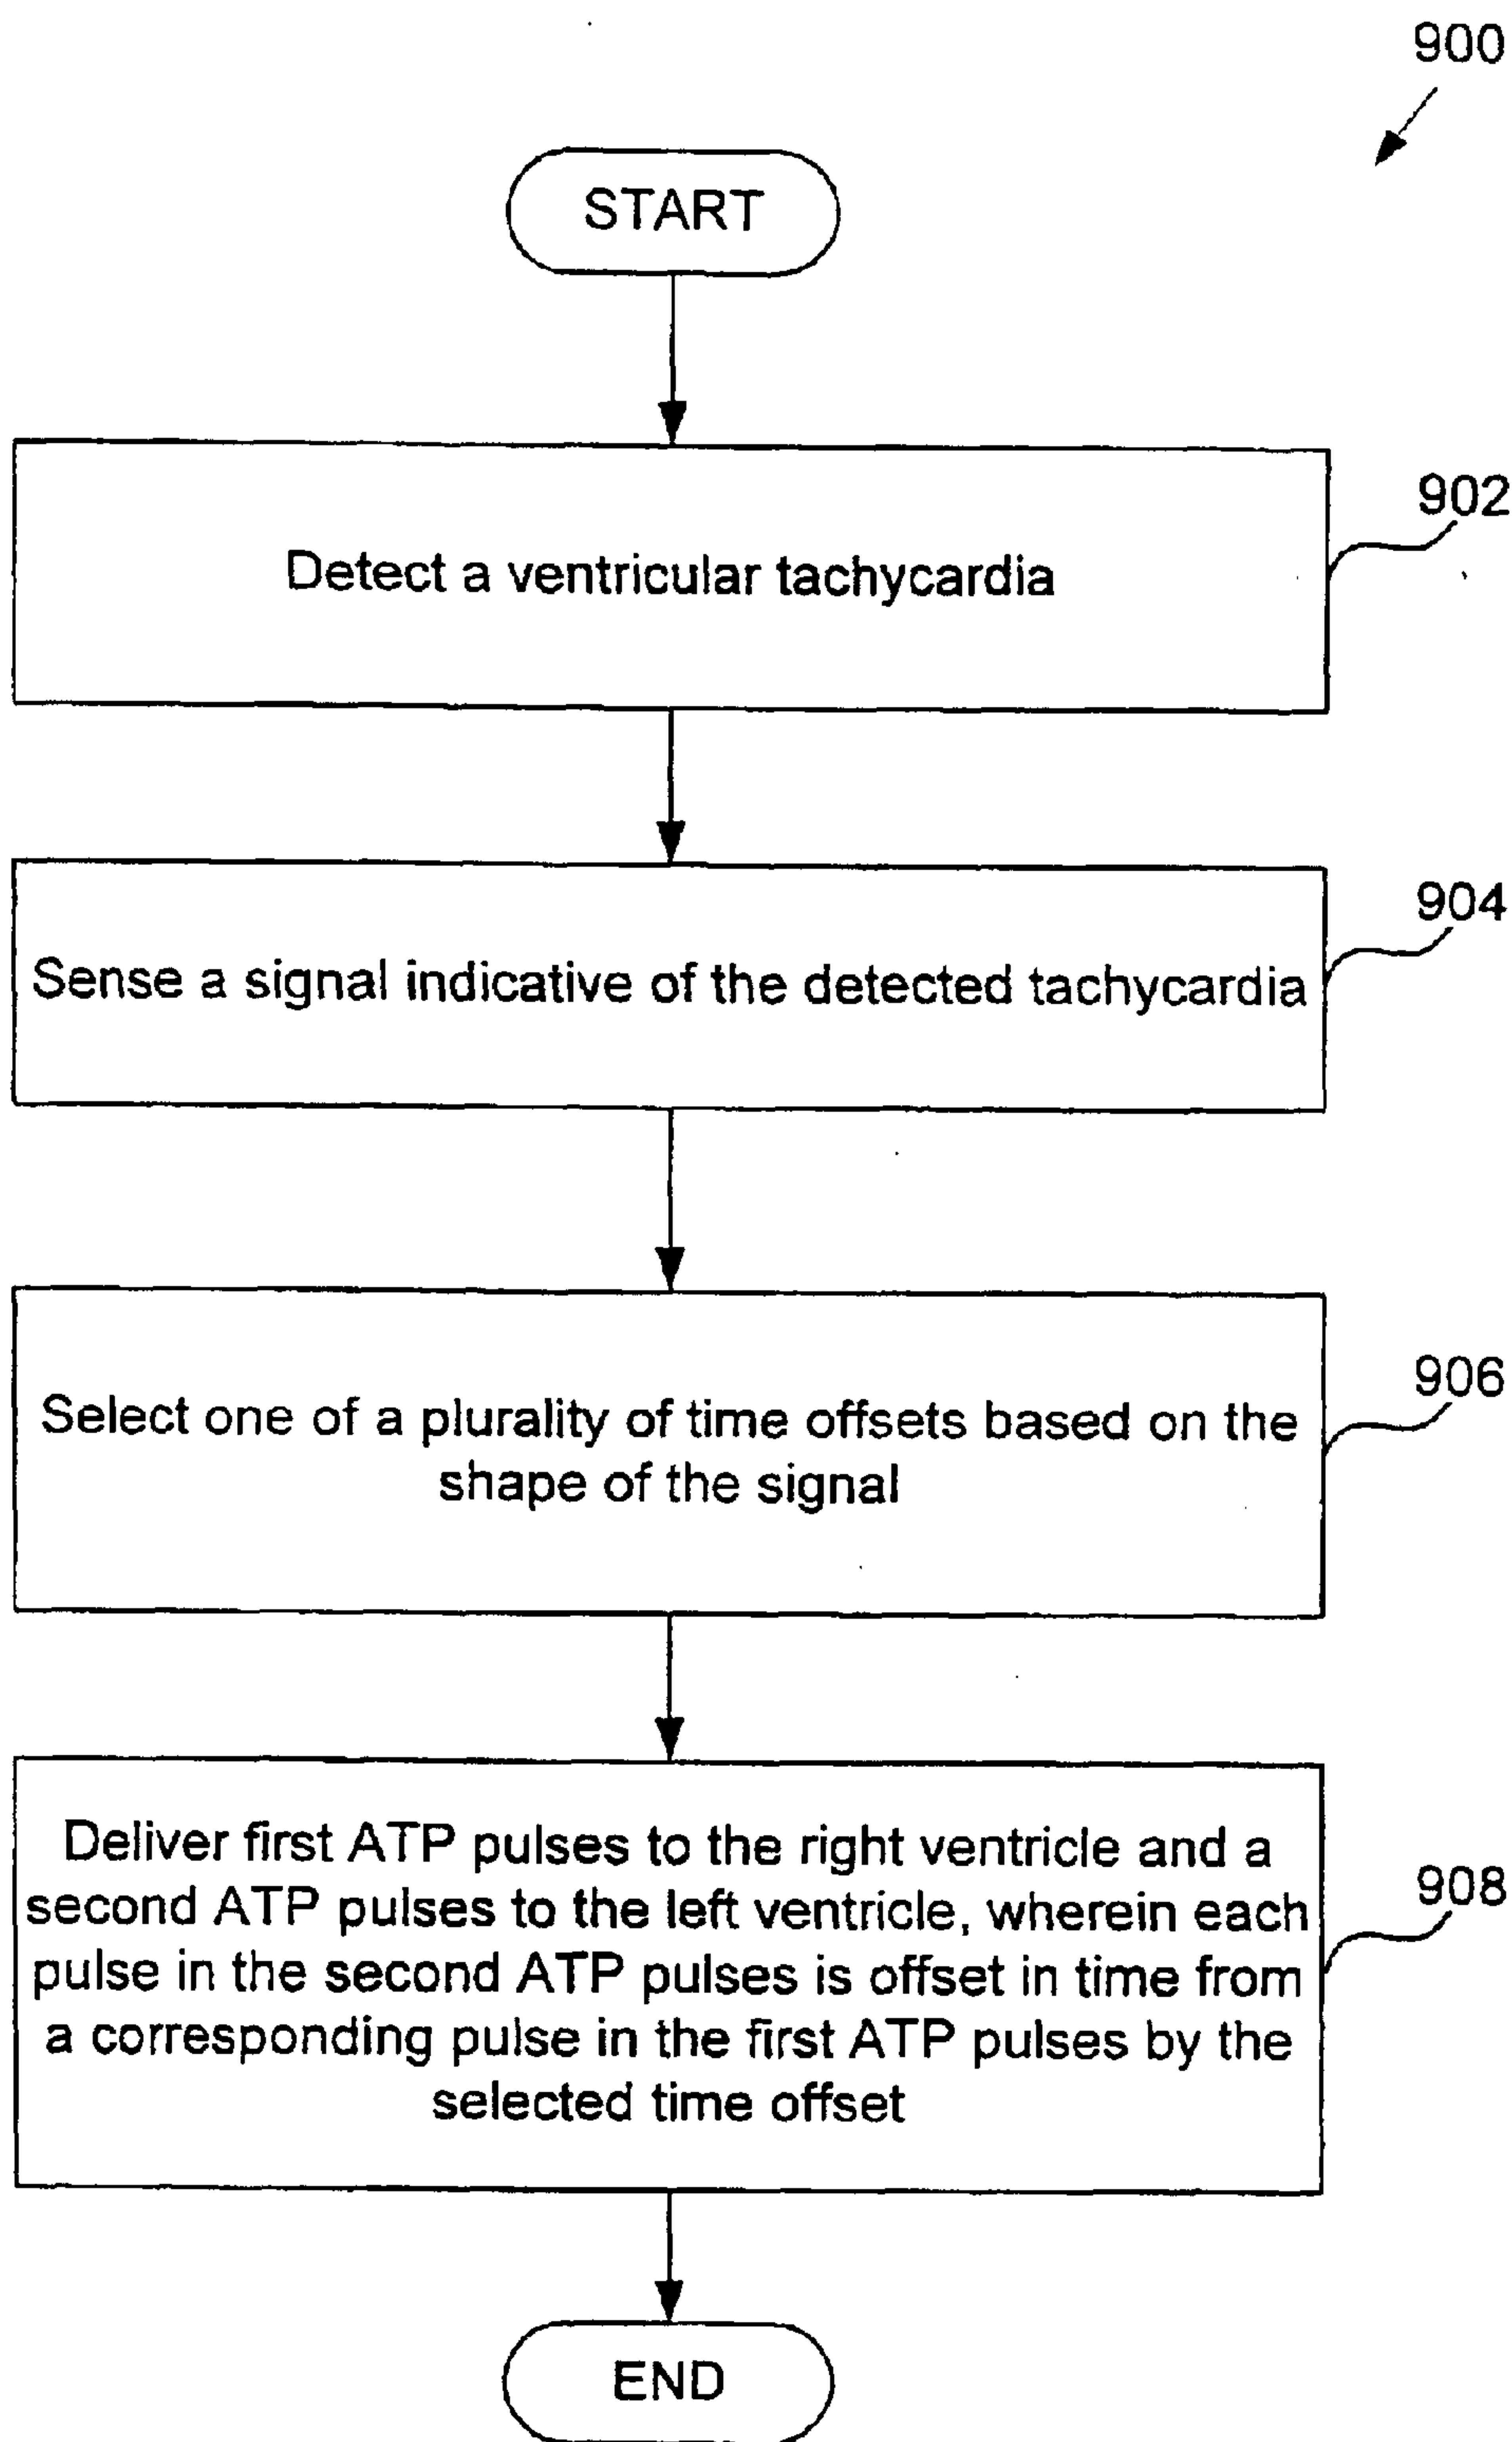 900
START
Detect a ventricular tachycardia
902
Sense a signal indicative of the detected tachycardia
904
Select one of a plurality of time offsets based on the
shape of the signal
906
Deliver first ATP pulses to the right ventricle and a
second ATP pulses to the left ventricle, wherein each
pulse in the second ATP pulses is offset in time from
a corresponding pulse in the first ATP pulses by the
selected time offset
908
END